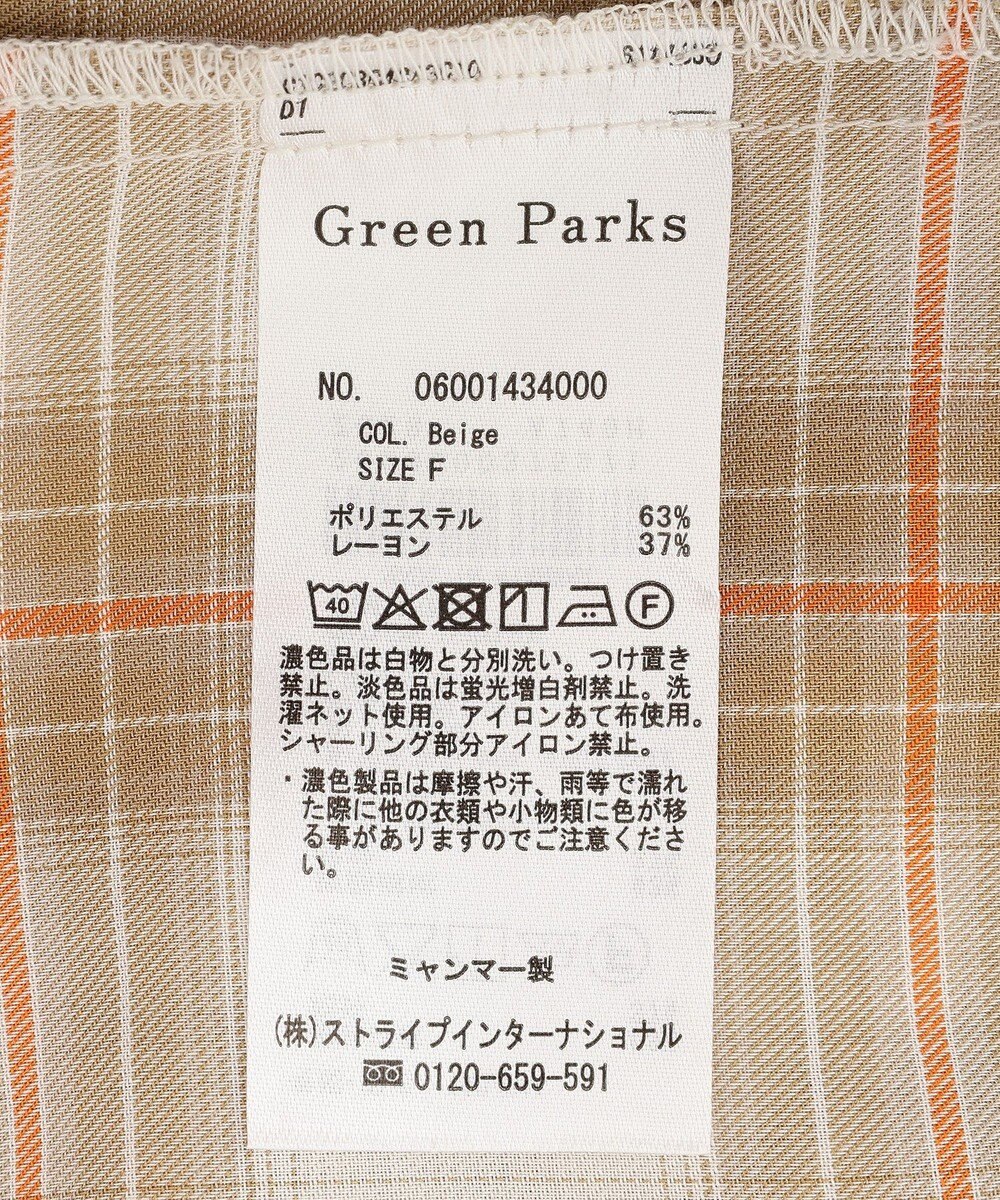 D1
Green Parks
NO. 06001434000
COL. Beige
SIZE F
ポリエステル 63%
レーヨン 37%
40 F
濃色品は白物と分別洗い。つけ置き
禁止。淡色品は蛍光増白剤禁止。洗
濯ネット使用。アイロンあて布使用。
シャーリング部分アイロン禁止。
・濃色製品は摩擦や汗、雨等で濡れ
た際に他の衣類や小物類に色が移
る事がありますのでご注意くださ
い。
ミャンマー製
(株)ストライプインターナショナル
0120-659-591